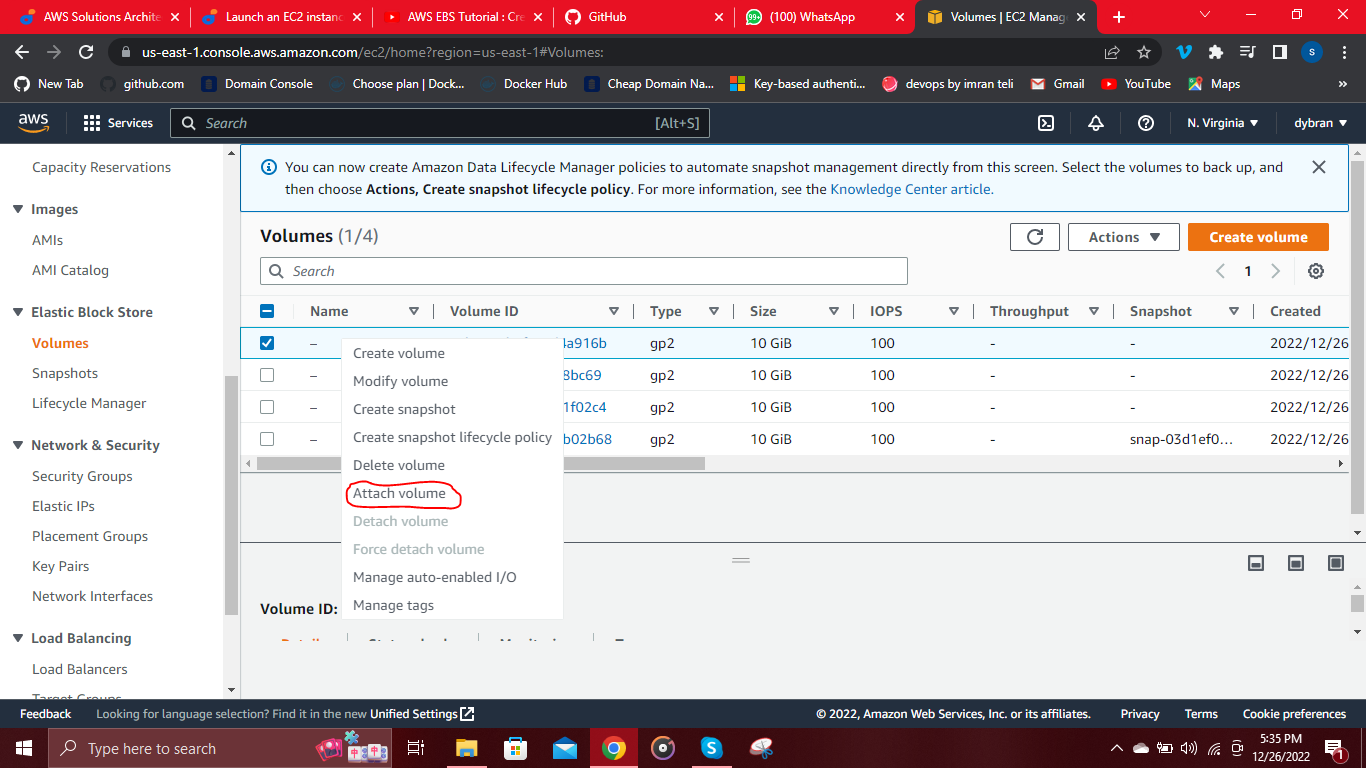 AWS Solutions Archite
Launch an EC2 instanc
AWS EBS Tutorial : Cre
GitHub
(100) WhatsApp
Volumes | EC2 Manag
us-east-1.console.aws.amazon.com/ec2/home?region=us-east-1#Volumes:
S
New Tab
github.com
Domain Console
Choose plan | Dock...
Docker Hub
Cheap Domain Na...
Key-based authenti...
devops by imran teli
Gmail
YouTube
Maps
»
aws
Services
Search
[Alt+S]
N. Virginia
dybran
Capacity Reservations
Images
AMIs
AMI Catalog
Elastic Block Store
Volumes
Snapshots
Lifecycle Manager
Network & Security
Security Groups
Elastic IPs
Placement Groups
Key Pairs
Network Interfaces
Load Balancing
Load Balancers
Target Groups
You can now create Amazon Data Lifecycle Manager policies to automate snapshot management directly from this screen. Select the volumes to back up, and
then choose Actions, Create snapshot lifecycle policy. For more information, see the Knowledge Center article.
Volumes (1/4)
Actions
Create volume
Search
1
Name Volume ID Type Size IOPS Throughput Snapshot Created
– 4a916b gp2 10 GiB 100 - - 2022/12/26
– 8bc69 gp2 10 GiB 100 - - 2022/12/26
– 1f02c4 gp2 10 GiB 100 - - 2022/12/26
– b02b68 gp2 10 GiB 100 - snap-03d1ef0... 2022/12/26
Create volume
Modify volume
Create snapshot
Create snapshot lifecycle policy
Delete volume
Attach volume
Detach volume
Force detach volume
Manage auto-enabled I/O
Manage tags
Volume ID:
Feedback
Looking for language selection? Find it in the new Unified Settings
© 2022, Amazon Web Services, Inc. or its affiliates.
Privacy
Terms
Cookie preferences
Type here to search
5:35 PM
12/26/2022
1